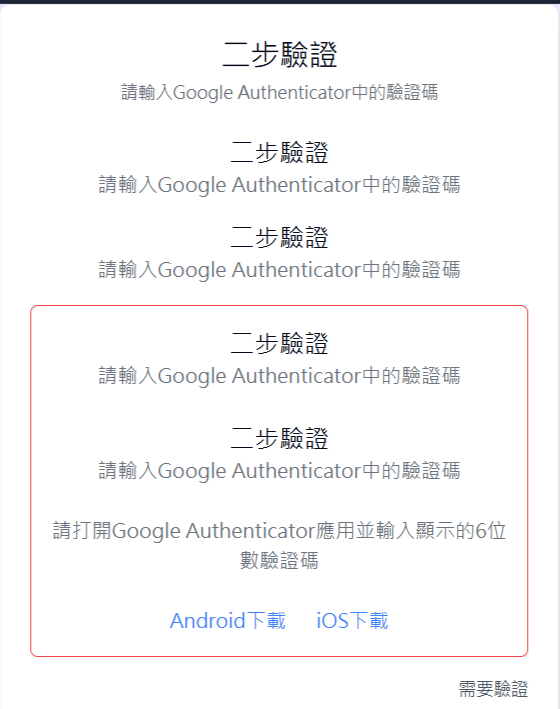 二步驗證
請輸入Google Authenticator中的驗證碼
二步驗證
請輸入Google Authenticator中的驗證碼
二步驗證
請輸入Google Authenticator中的驗證碼
二步驗證
請輸入Google Authenticator中的驗證碼
二步驗證
請輸入Google Authenticator中的驗證碼
請打開Google Authenticator應用並輸入顯示的6位
數驗證碼
Android下載 iOS下載
需要驗證